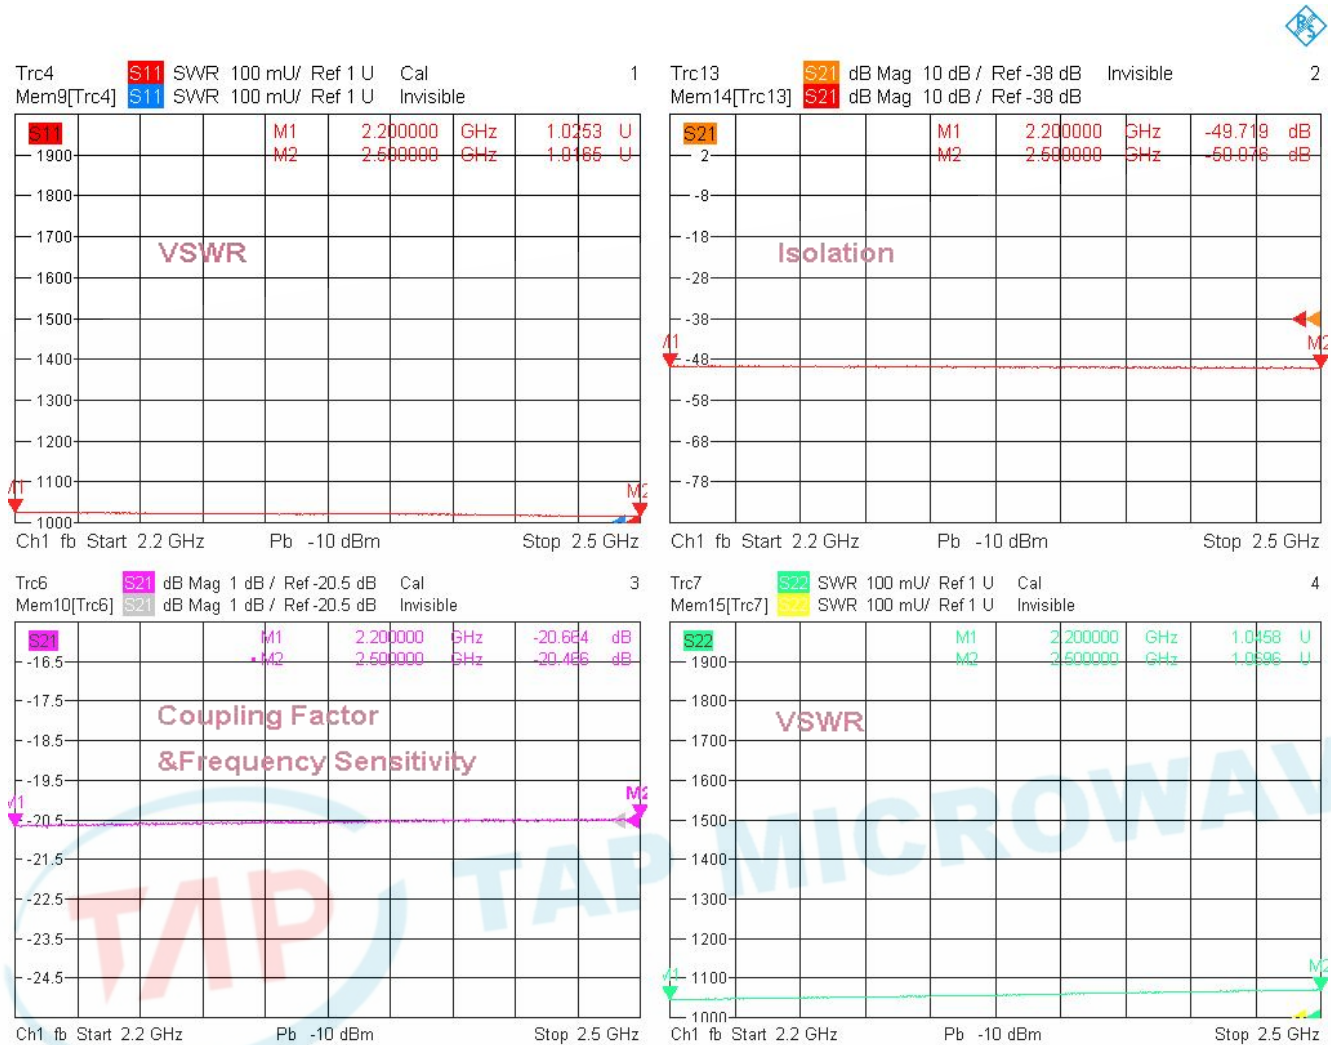 R&S
Trc4 S11 SWR 100 mU/ Ref 1 U Cal 1
Mem9[Trc4] S11 SWR 100 mU/ Ref 1 U Invisible
S11 M1 2.200000 GHz 1.0253 U
1900 M2 2.500000 GHz 1.0165 U
1800
1700
VSWR
1600
1500
1400
1300
1200
1100
M1 M2
1000
Ch1 fb Start 2.2 GHz Pb -10 dBm Stop 2.5 GHz
Trc13 S21 dB Mag 10 dB / Ref -38 dB Invisible 2
Mem14[Trc13] S21 dB Mag 10 dB / Ref -38 dB
S21 M1 2.200000 GHz -49.719 dB
2 M2 2.500000 GHz -50.076 dB
-8
-18
Isolation
-28
-38
M1 M2
-48
-58
-68
-78
Ch1 fb Start 2.2 GHz Pb -10 dBm Stop 2.5 GHz
Trc6 S21 dB Mag 1 dB / Ref -20.5 dB Cal 3
Mem10[Trc6] S21 dB Mag 1 dB / Ref -20.5 dB Invisible
S21 M1 2.200000 GHz -20.664 dB
-16.5 •M2 2.500000 GHz -20.466 dB
-17.5
Coupling Factor
-18.5
&Frequency Sensitivity
-19.5
M1 M2
-20.5
-21.5
-22.5
-23.5
-24.5
Ch1 fb Start 2.2 GHz Pb -10 dBm Stop 2.5 GHz
Trc7 S22 SWR 100 mU/ Ref 1 U Cal 4
Mem15[Trc7] S22 SWR 100 mU/ Ref 1 U Invisible
S22 M1 2.200000 GHz 1.0458 U
1900 M2 2.500000 GHz 1.0696 U
1800
VSWR
1700
1600
1500
1400
1300
1200
1100
M1 M2
1000
Ch1 fb Start 2.2 GHz Pb -10 dBm Stop 2.5 GHz
TAP
TAP MICROWAV